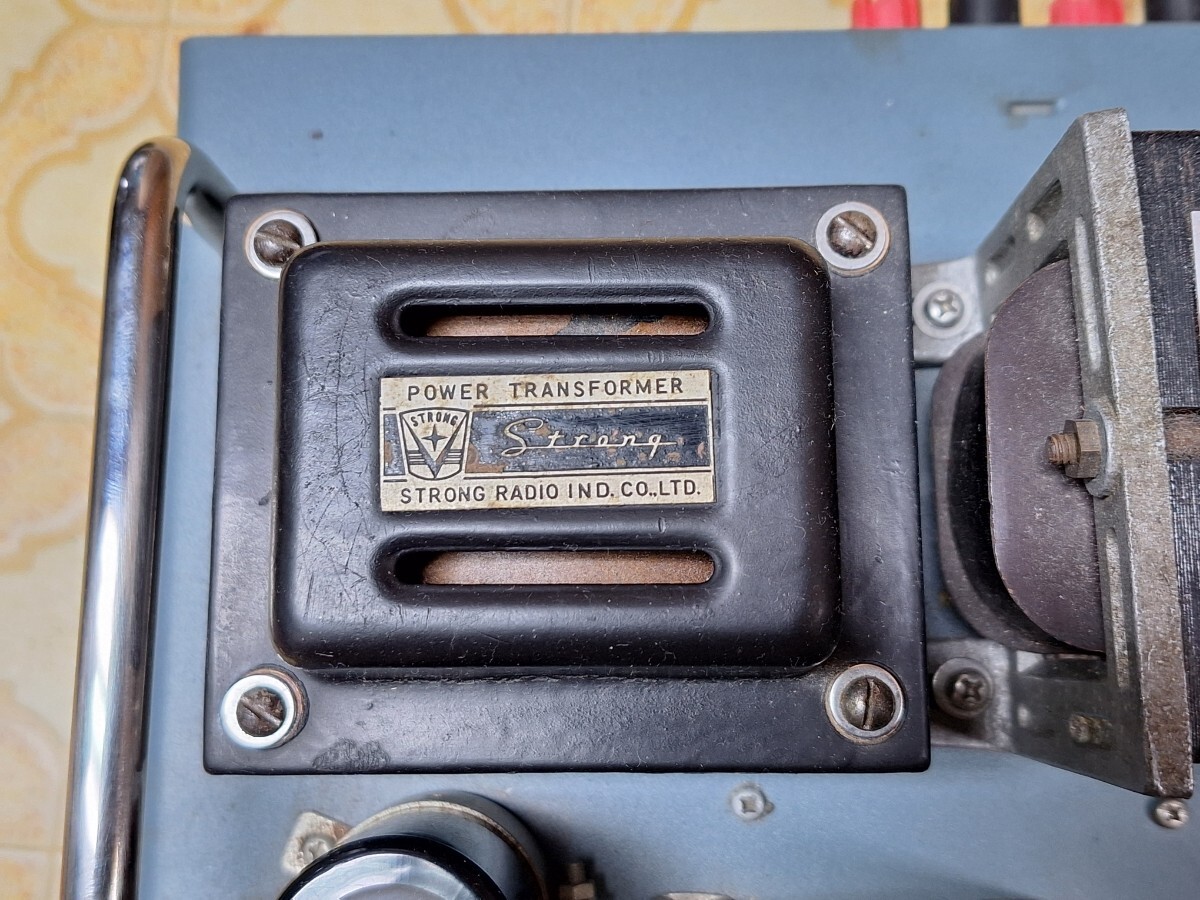 POWER TRANSFORMER
STRONG
Strong
STRONG RADIO IND. CO.,LTD.